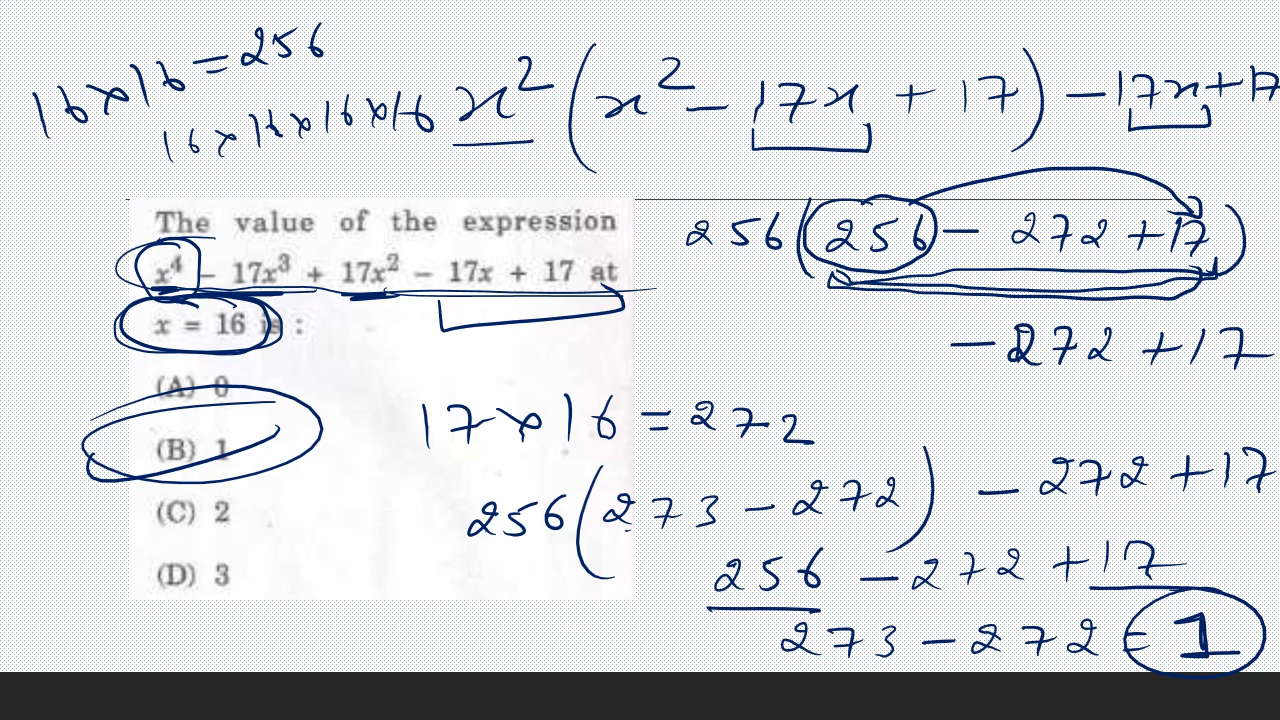 16×16 = 256
16×16×16×16 x² (x² − 17x + 17) − 17x + 17
The value of the expression
x⁴ − 17x³ + 17x² − 17x + 17 at
x = 16 is :
(A) 0
(B) 1
(C) 2
(D) 3
256(256 − 272 + 17)
− 272 + 17
17 × 16 = 272
256(273 − 272) − 272 + 17
256 − 272 + 17
273 − 272 = 1